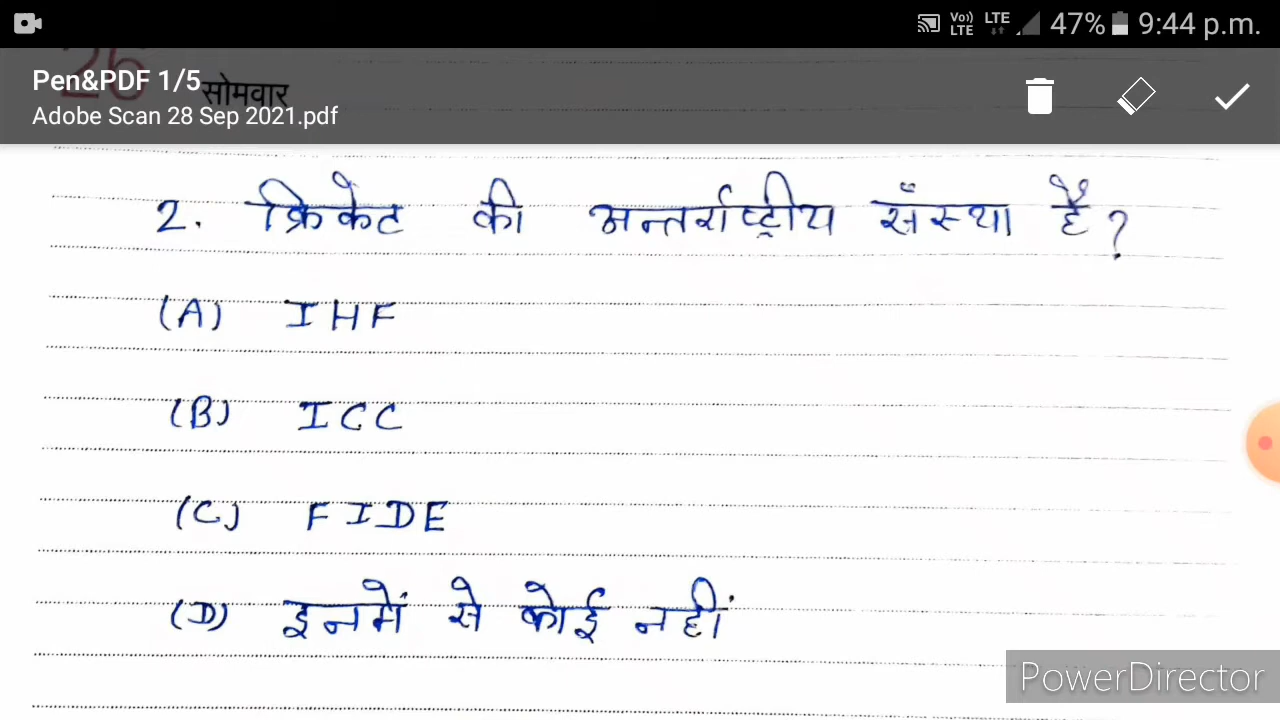 47% 9:44 p.m.
Pen&PDF 1/5
Adobe Scan 28 Sep 2021.pdf
26 सोमवार
2. क्रिकेट की अन्तर्राष्ट्रीय सँस्था है?
(A) IHF
(B) ICC
(C) FIDE
(D) इनमें से कोई नहीं
PowerDirector